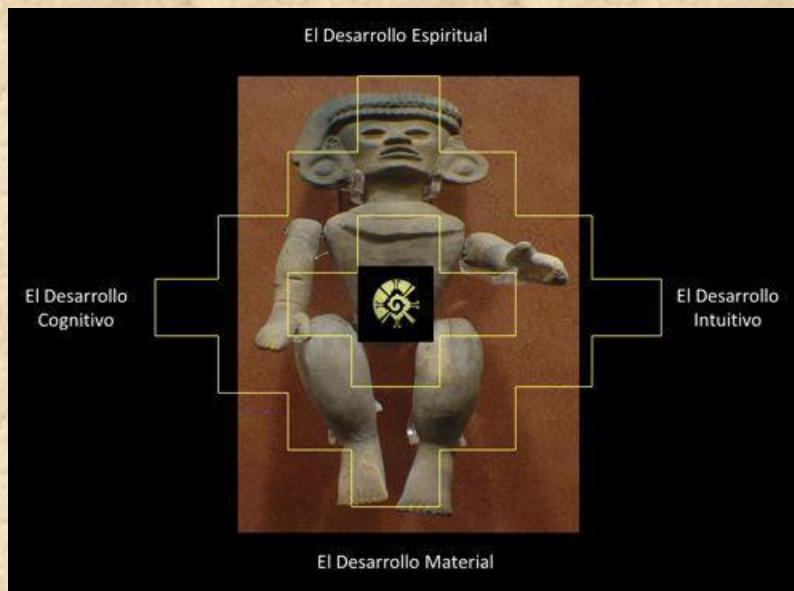 El Desarrollo Espiritual
El Desarrollo
Cognitivo
El Desarrollo
Intuitivo
El Desarrollo Material